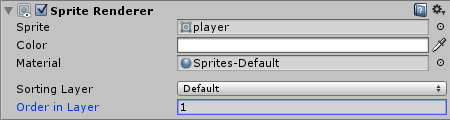 Sprite Renderer
Sprite player
Color
Material Sprites-Default
Sorting Layer Default
Order in Layer 1